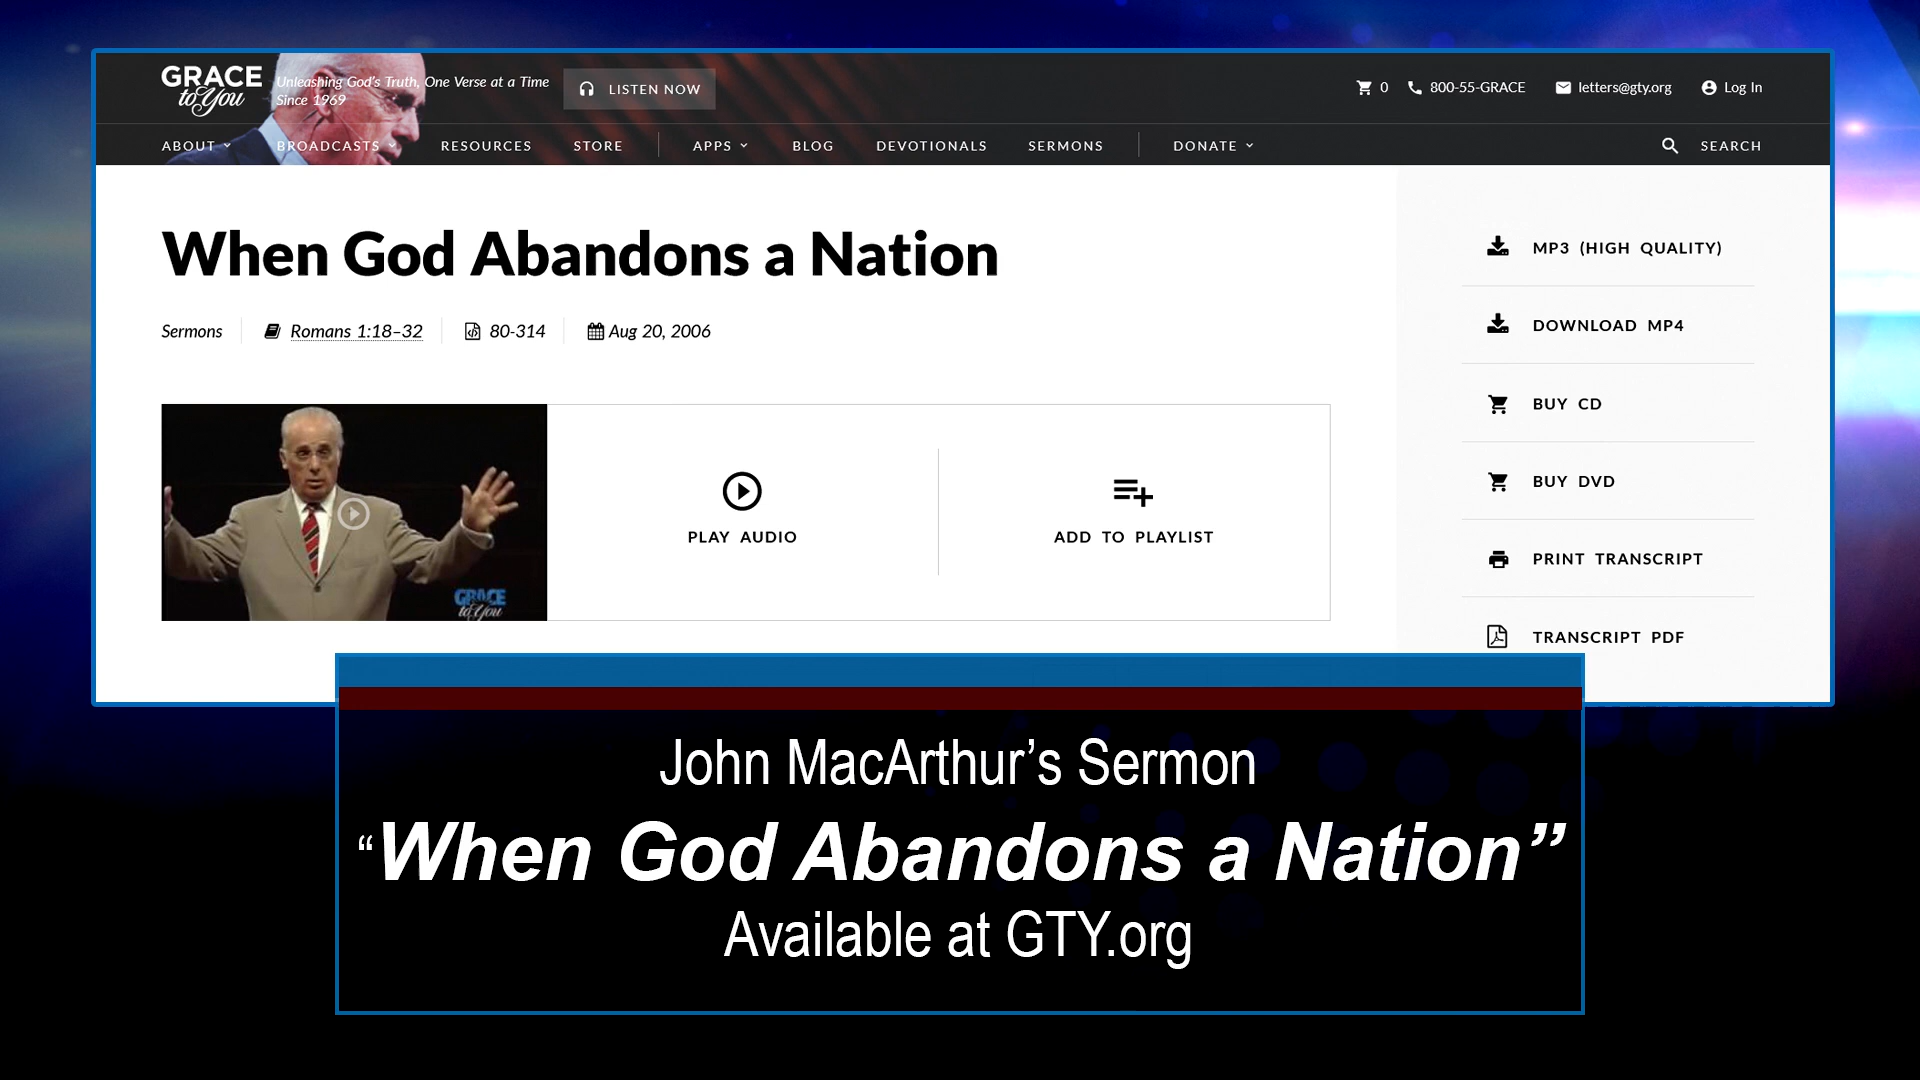 GRACE
to You
Unleashing God's Truth, One Verse at a Time
Since 1969
LISTEN NOW
0
800-55-GRACE
letters@gty.org
Log In
ABOUT
BROADCASTS
RESOURCES
STORE
APPS
BLOG
DEVOTIONALS
SERMONS
DONATE
SEARCH
When God Abandons a Nation
Sermons
Romans 1:18–32
80-314
Aug 20, 2006
GRACE
to You
PLAY AUDIO
ADD TO PLAYLIST
MP3 (HIGH QUALITY)
DOWNLOAD MP4
BUY CD
BUY DVD
PRINT TRANSCRIPT
TRANSCRIPT PDF
John MacArthur’s Sermon
“When God Abandons a Nation”
Available at GTY.org